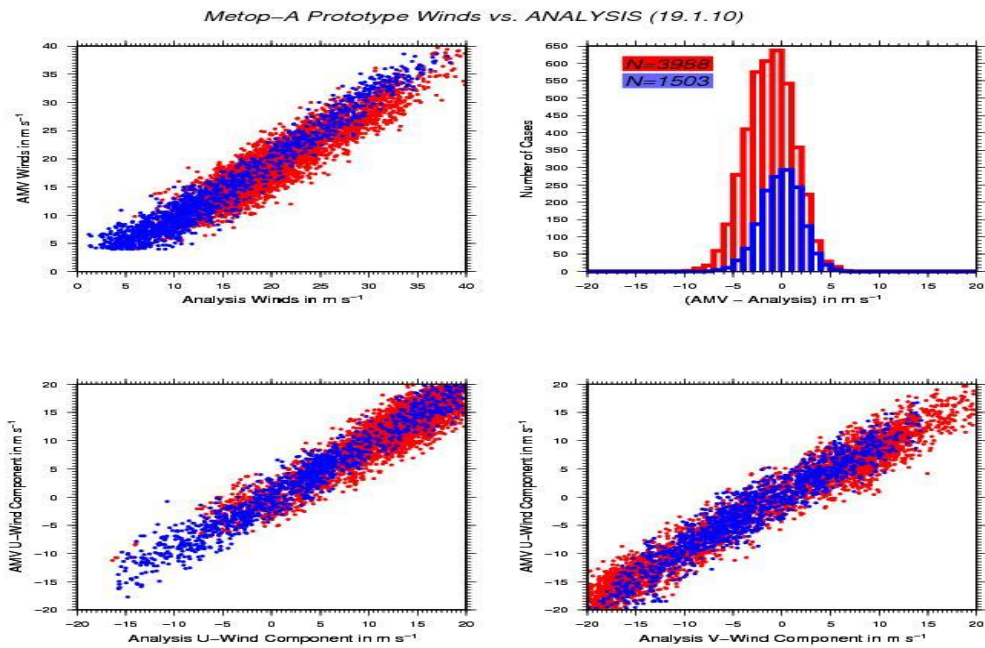 Metop-A Prototype Winds vs. ANALYSIS (19.1.10)
AMV Winds in m s⁻¹
40
35
30
25
20
15
10
5
0
0 5 10 15 20 25 30 35 40
Analysis Winds in m s⁻¹
Number of Cases
650
600
550
500
450
400
350
300
250
200
150
100
50
0
N=3988
N=1503
-20 -15 -10 -5 0 5 10 15 20
(AMV - Analysis) in m s⁻¹
AMV U-Wind Component in m s⁻¹
20
15
10
5
0
-5
-10
-15
-20
-20 -15 -10 -5 0 5 10 15 20
Analysis U-Wind Component in m s⁻¹
AMV U-Wind Component in m s⁻¹
20
15
10
5
0
-5
-10
-15
-20
-20 -15 -10 -5 0 5 10 15 20
Analysis V-Wind Component in m s⁻¹